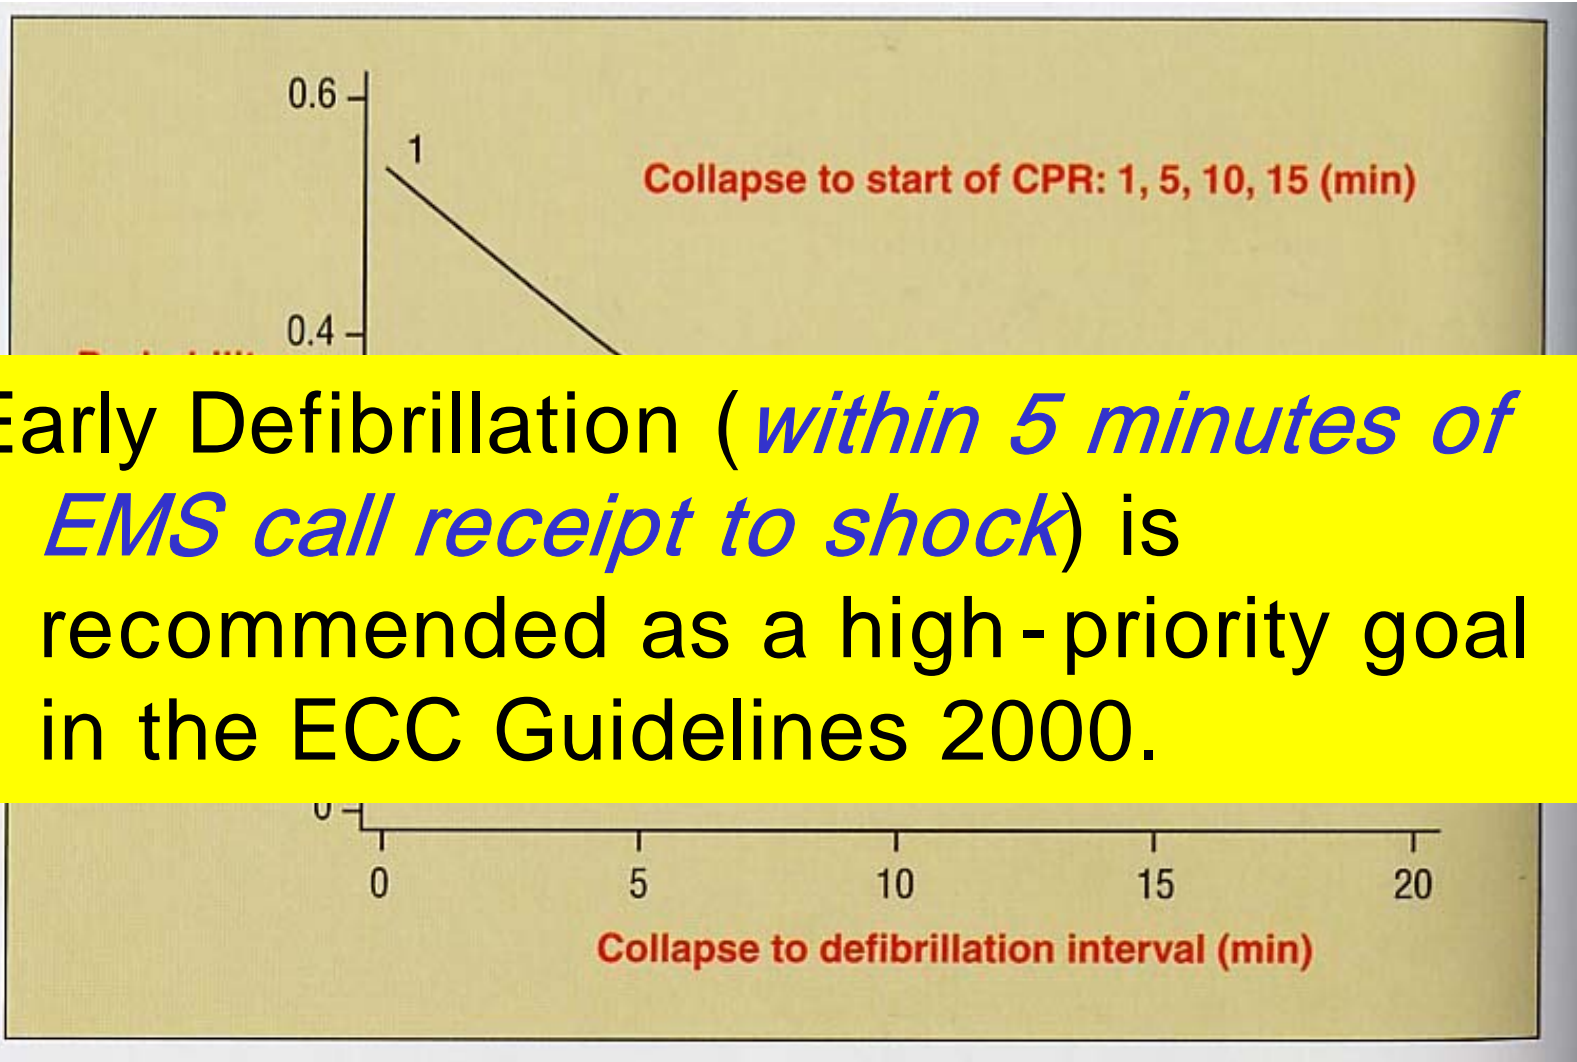 0.6
1
Collapse to start of CPR: 1, 5, 10, 15 (min)
0.4
Early Defibrillation (within 5 minutes of
EMS call receipt to shock) is
recommended as a high-priority goal
in the ECC Guidelines 2000.
0
0 5 10 15 20
Collapse to defibrillation interval (min)